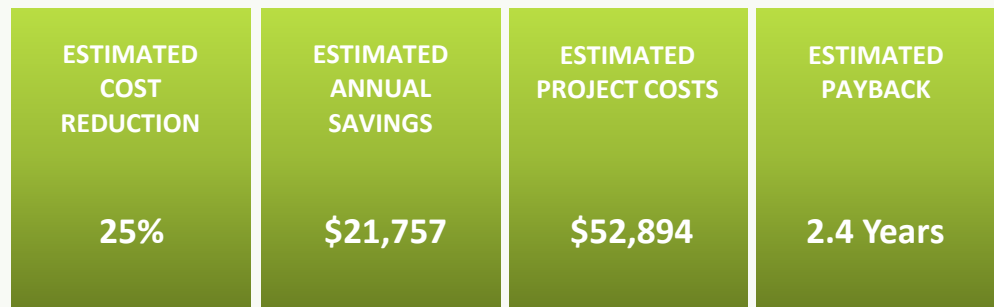 ESTIMATED
COST
REDUCTION
25%
ESTIMATED
ANNUAL
SAVINGS
$21,757
ESTIMATED
PROJECT COSTS
$52,894
ESTIMATED
PAYBACK
2.4 Years